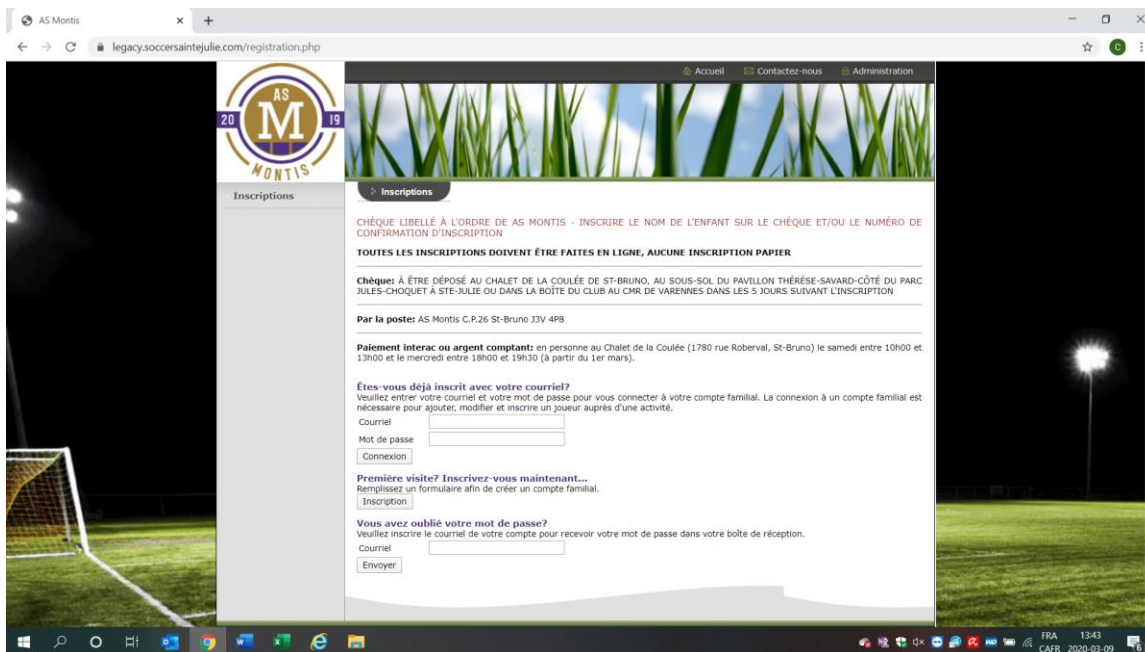 AS Montis
legacy.soccersaintejulie.com/registration.php
C
Accueil Contactez-nous Administration
AS
20 M 19
MONTIS
Inscriptions
Inscriptions
CHÈQUE LIBELLÉ À L'ORDRE DE AS MONTIS - INSCRIRE LE NOM DE L'ENFANT SUR LE CHÈQUE ET/OU LE NUMÉRO DE
CONFIRMATION D'INSCRIPTION
TOUTES LES INSCRIPTIONS DOIVENT ÊTRE FAITES EN LIGNE, AUCUNE INSCRIPTION PAPIER
Chèque: À ÊTRE DÉPOSÉ AU CHALET DE LA COULÉE DE ST-BRUNO, AU SOUS-SOL DU PAVILLON THÉRÈSE-SAVARD-CÔTÉ DU PARC
JULES-CHOQUET À STE-JULIE OU DANS LA BOÎTE DU CLUB AU CMR DE VARENNES DANS LES 5 JOURS SUIVANT L'INSCRIPTION
Par la poste: AS Montis C.P.26 St-Bruno J3V 4P8
Paiement interac ou argent comptant: en personne au Chalet de la Coulée (1780 rue Roberval, St-Bruno) le samedi entre 10h00 et
13h00 et le mercredi entre 18h00 et 19h30 (à partir du 1er mars).
Êtes-vous déjà inscrit avec votre courriel?
Veuillez entrer votre courriel et votre mot de passe pour vous connecter à votre compte familial. La connexion à un compte familial est
nécessaire pour ajouter, modifier et inscrire un joueur auprès d'une activité.
Courriel
Mot de passe
Connexion
Première visite? Inscrivez-vous maintenant...
Remplissez un formulaire afin de créer un compte familial.
Inscription
Vous avez oublié votre mot de passe?
Veuillez inscrire le courriel de votre compte pour recevoir votre mot de passe dans votre boîte de réception.
Courriel
Envoyer
FRA 13:43
CAFR 2020-03-09